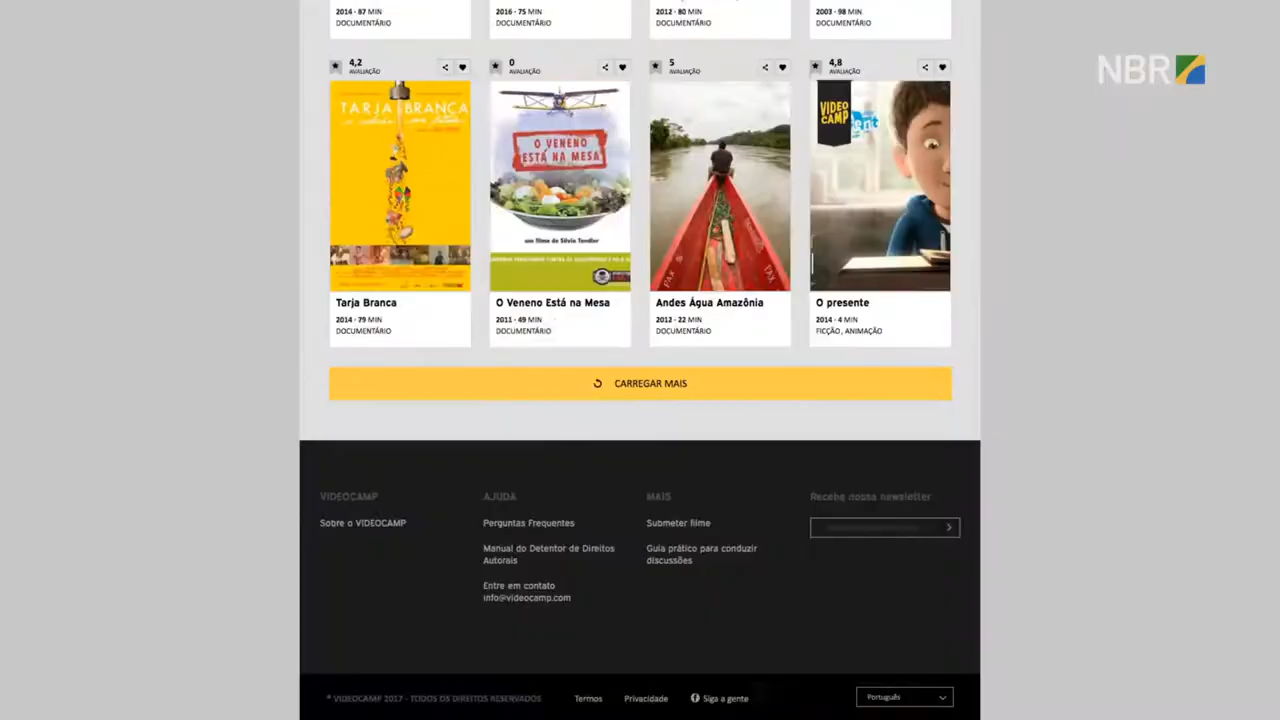 2014 · 87 MIN
DOCUMENTÁRIO
2016 · 75 MIN
DOCUMENTÁRIO
2012 · 80 MIN
DOCUMENTÁRIO
2003 · 98 MIN
DOCUMENTÁRIO
NBR
4,2
AVALIAÇÃO
0
AVALIAÇÃO
5
AVALIAÇÃO
4,8
AVALIAÇÃO
TARJA BRANCA
O VENENO
ESTÁ NA MESA
um filme de Silvio Tendler
PAX
TAX
VIDEO
CAMP
Tarja Branca
2014 · 79 MIN
DOCUMENTÁRIO
O Veneno Está na Mesa
2011 · 49 MIN
DOCUMENTÁRIO
Andes Água Amazônia
2012 · 22 MIN
DOCUMENTÁRIO
O presente
2014 · 4 MIN
FICÇÃO, ANIMAÇÃO
CARREGAR MAIS
VIDEOCAMP
Sobre o VIDEOCAMP
AJUDA
Perguntas Frequentes
Manual do Detentor de Direitos
Autorais
Entre em contato
info@videocamp.com
MAIS
Submeter filme
Guia prático para conduzir
discussões
Receba nossa newsletter
® VIDEOCAMP 2017 - TODOS OS DIREITOS RESERVADOS
Termos
Privacidade
Siga a gente
Português